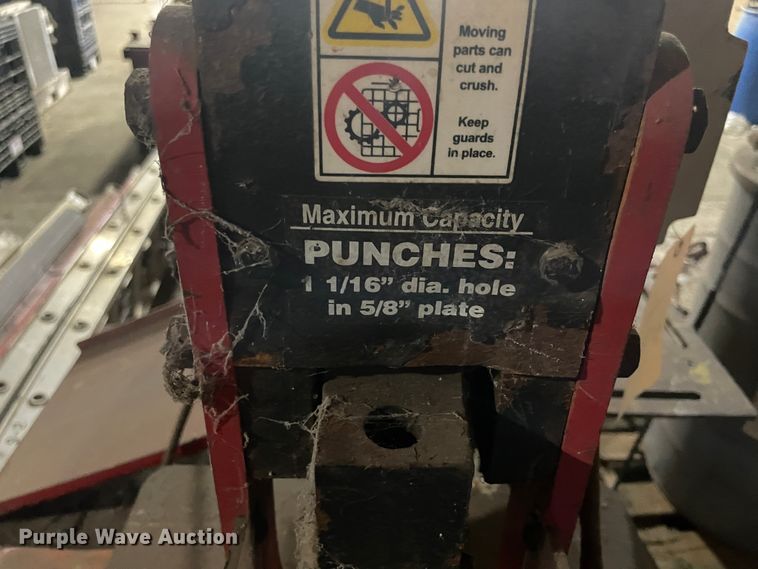 Moving
parts can
cut and
crush.
Keep
guards
in place.
Maximum Capacity
PUNCHES:
1 1/16” dia. hole
in 5/8” plate
Purple Wave Auction